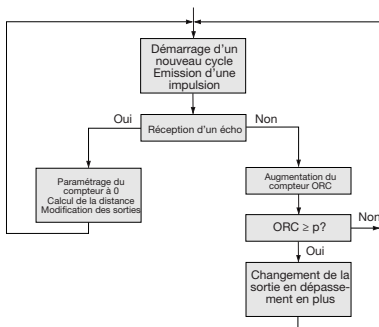 Démarrage d'un
nouveau cycle
Emission d'une
impulsion
Oui
Réception d'un écho
Non
Paramétrage du
compteur à 0
Calcul de la distance
Modification des sorties
Augmentation du
compteur ORC
ORC ≥ p?
Non
Oui
Changement de la
sortie en dépasse-
ment en plus